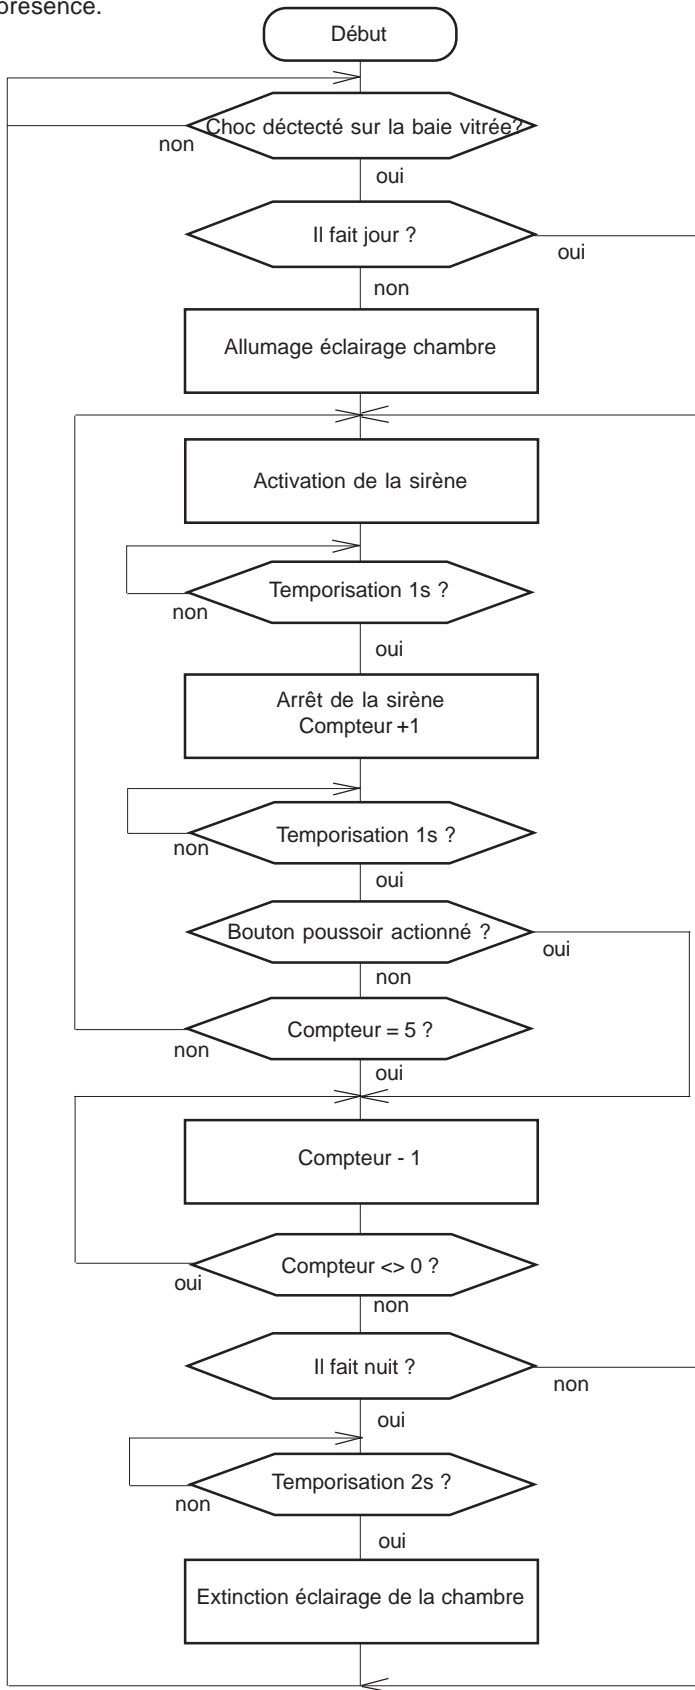 présence.
Début
Choc déctecté sur la baie vitrée?
non
oui
Il fait jour ?
oui
non
Allumage éclairage chambre
Activation de la sirène
Temporisation 1s ?
non
oui
Arrêt de la sirène
Compteur +1
Temporisation 1s ?
non
oui
Bouton poussoir actionné ?
oui
non
Compteur = 5 ?
non
oui
Compteur - 1
Compteur <> 0 ?
oui
non
Il fait nuit ?
non
oui
Temporisation 2s ?
non
oui
Extinction éclairage de la chambre